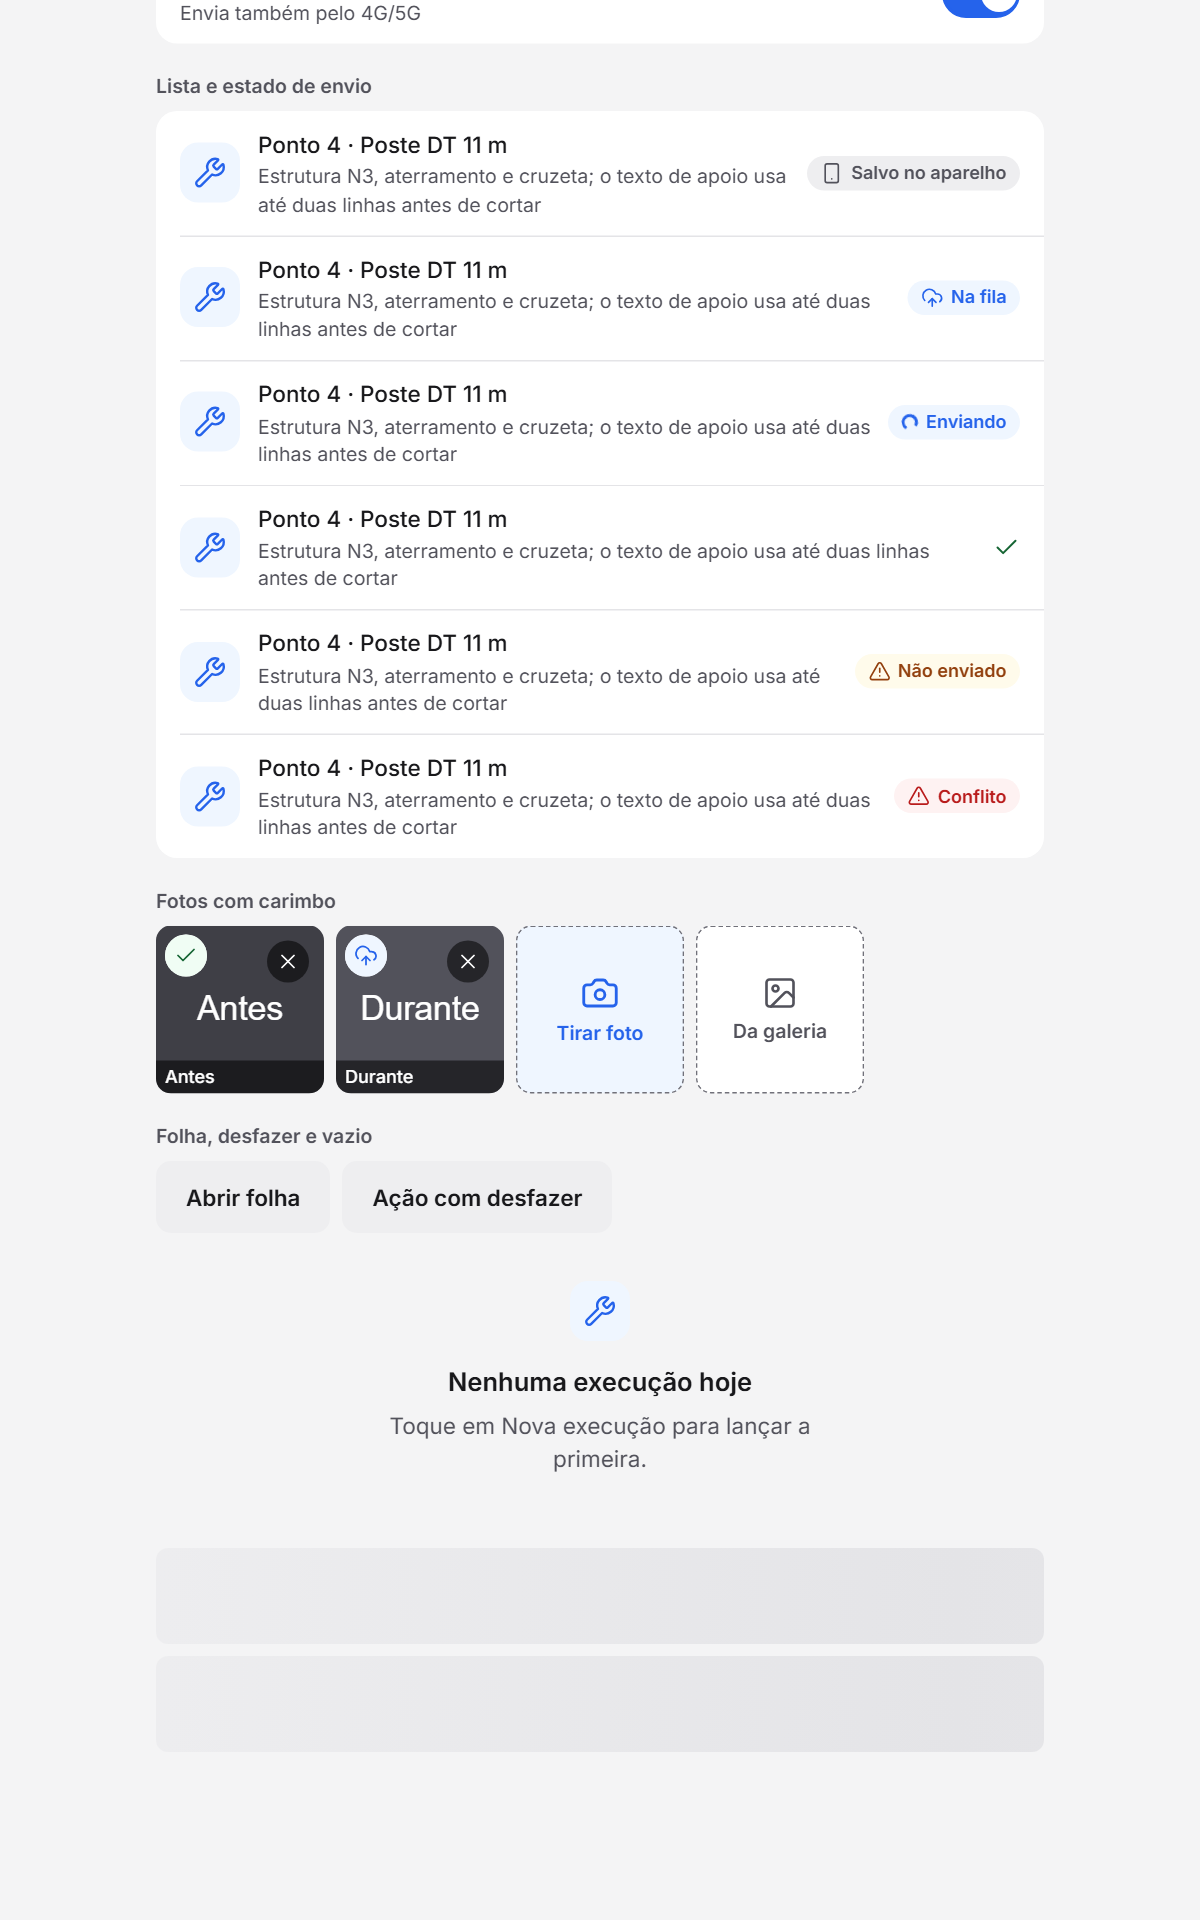 Envia também pelo 4G/5G
Lista e estado de envio
Ponto 4 · Poste DT 11 m
Estrutura N3, aterramento e cruzeta; o texto de apoio usa
até duas linhas antes de cortar
Salvo no aparelho
Ponto 4 · Poste DT 11 m
Estrutura N3, aterramento e cruzeta; o texto de apoio usa até duas
linhas antes de cortar
Na fila
Ponto 4 · Poste DT 11 m
Estrutura N3, aterramento e cruzeta; o texto de apoio usa até duas
linhas antes de cortar
Enviando
Ponto 4 · Poste DT 11 m
Estrutura N3, aterramento e cruzeta; o texto de apoio usa até duas linhas
antes de cortar
Ponto 4 · Poste DT 11 m
Estrutura N3, aterramento e cruzeta; o texto de apoio usa até
duas linhas antes de cortar
Não enviado
Ponto 4 · Poste DT 11 m
Estrutura N3, aterramento e cruzeta; o texto de apoio usa até duas
linhas antes de cortar
Conflito
Fotos com carimbo
Antes
Antes
Durante
Durante
Tirar foto
Da galeria
Folha, desfazer e vazio
Abrir folha
Ação com desfazer
Nenhuma execução hoje
Toque em Nova execução para lançar a
primeira.